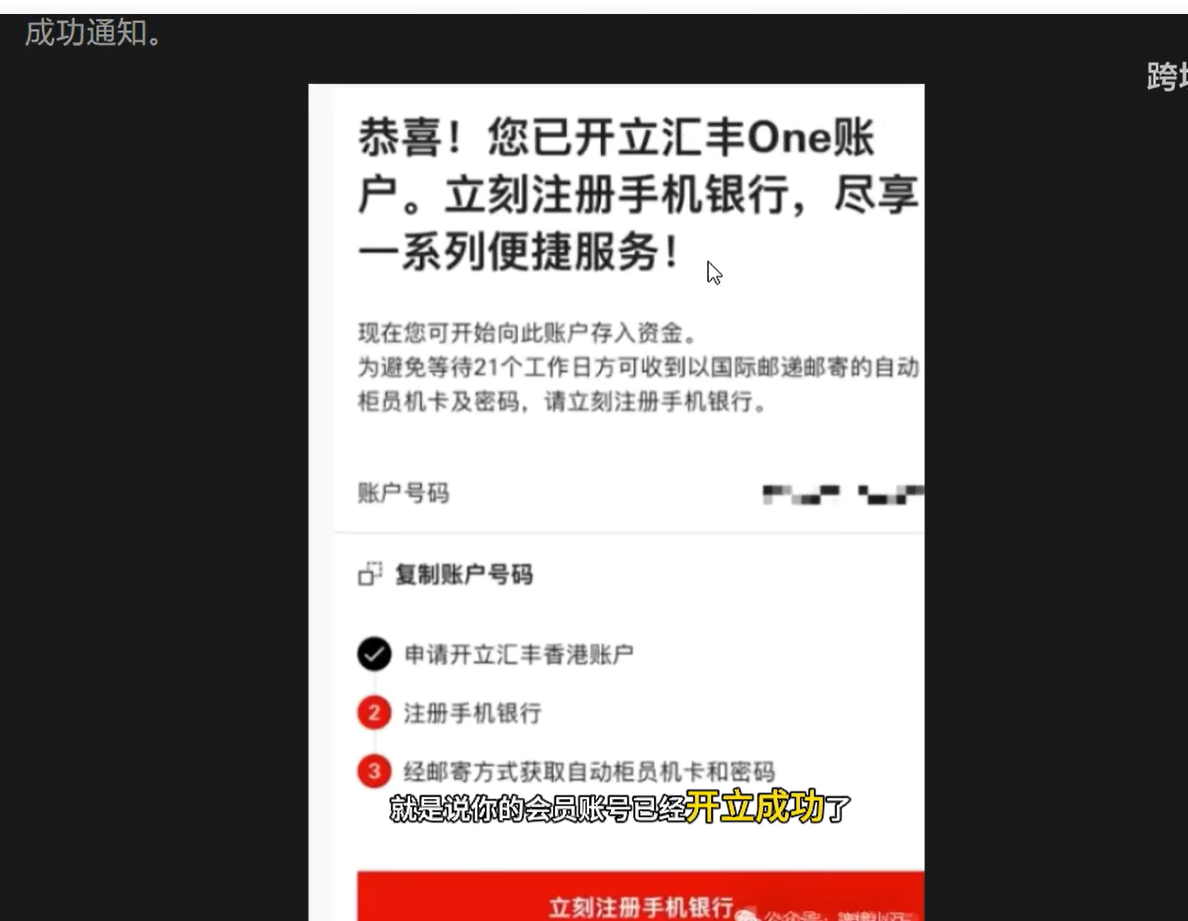 成功通知。
跨境
恭喜！您已开立汇丰One账
户。立刻注册手机银行，尽享
一系列便捷服务！
现在您可开始向此账户存入资金。
为避免等待21个工作日方可收到以国际邮递邮寄的自动
柜员机卡及密码，请立刻注册手机银行。
账户号码
复制账户号码
申请开立汇丰香港账户
2 注册手机银行
3 经邮寄方式获取自动柜员机卡和密码
就是说你的会员账号已经开立成功了
立刻注册手机银行
公众号：